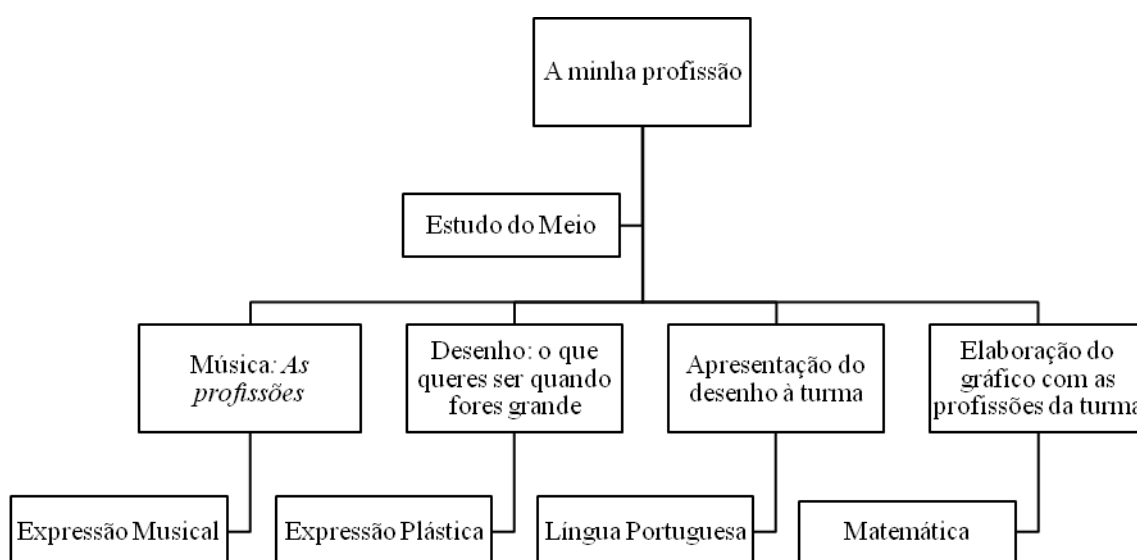 A minha profissão
Estudo do Meio
Música: As
profissões
Desenho: o que
queres ser quando
fores grande
Apresentação do
desenho à turma
Elaboração do
gráfico com as
profissões da turma
Expressão Musical
Expressão Plástica
Língua Portuguesa
Matemática